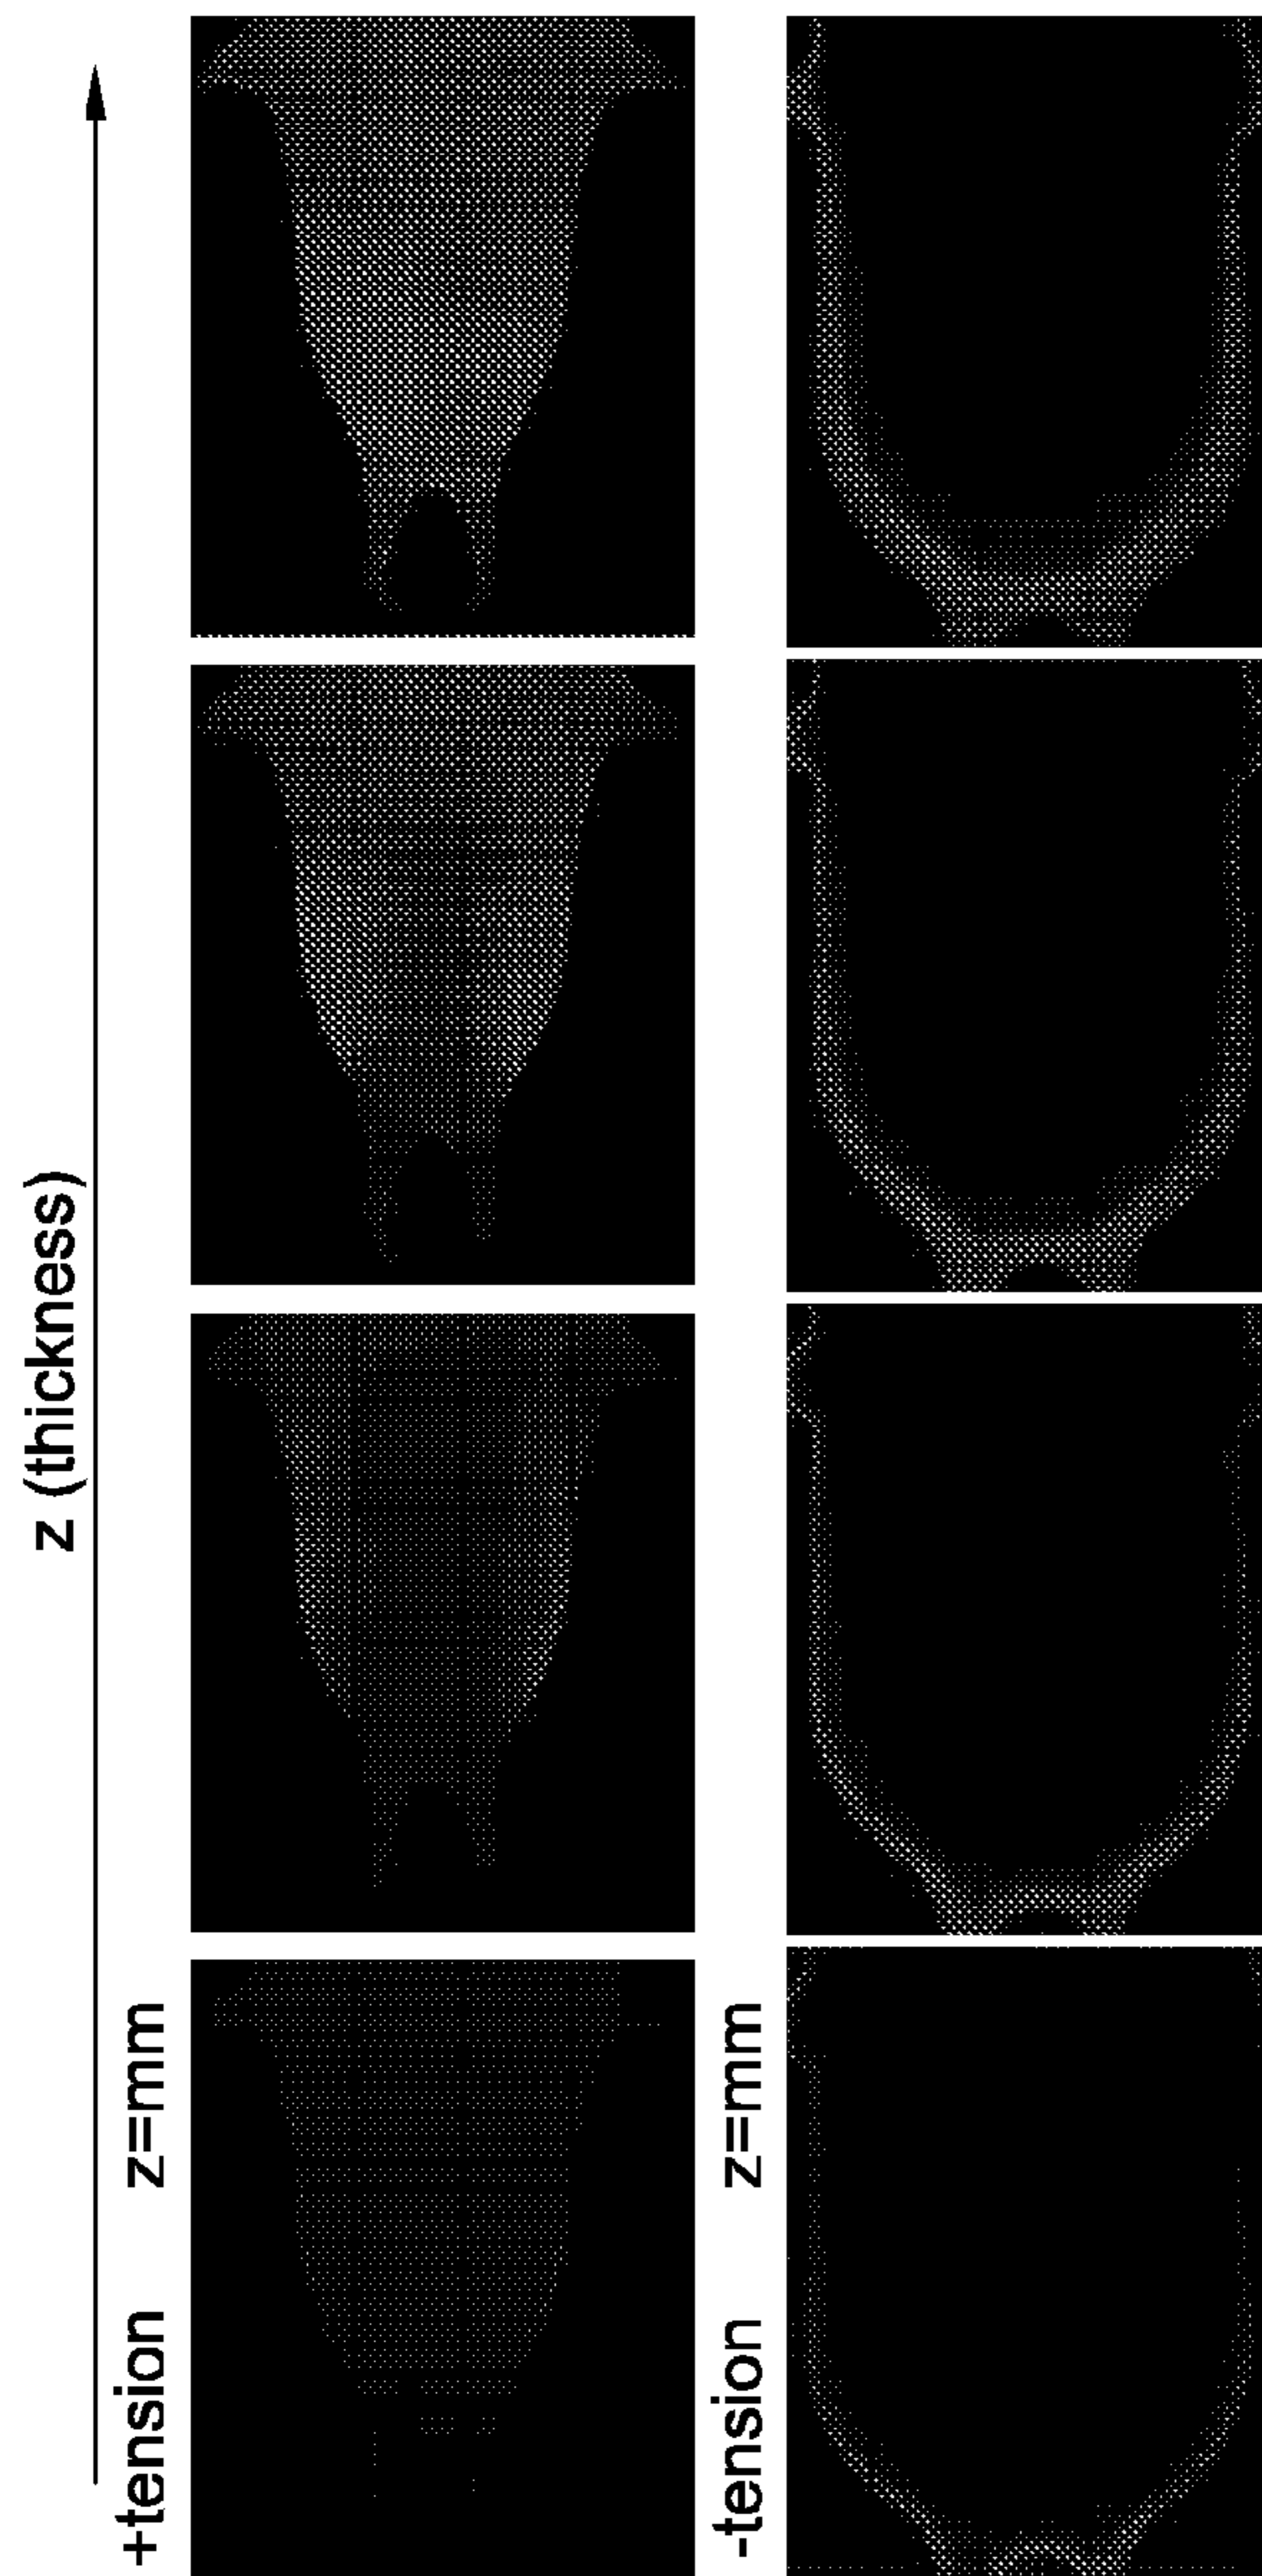 z (thickness)
+tension z=mm
-tension z=mm